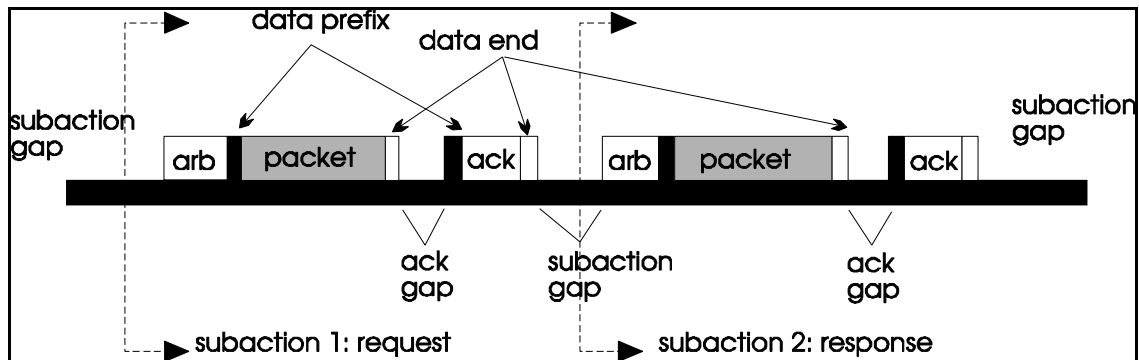 data prefix
data end
subaction
gap
subaction
gap
arb
packet
ack
arb
packet
ack
ack
gap
subaction
gap
ack
gap
subaction 1: request
subaction 2: response